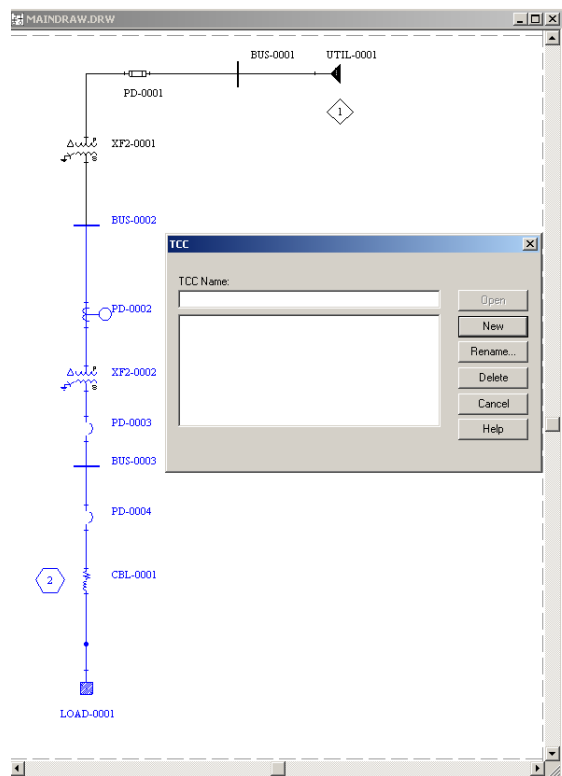 MAINDRAW.DRW
BUS-0001
UTIL-0001
PD-0001
1
XF2-0001
P
S
BUS-0002
TCC
TCC Name:
Open
New
Rename...
Delete
Cancel
Help
PD-0002
XF2-0002
P
S
PD-0003
BUS-0003
PD-0004
2
CBL-0001
LOAD-0001